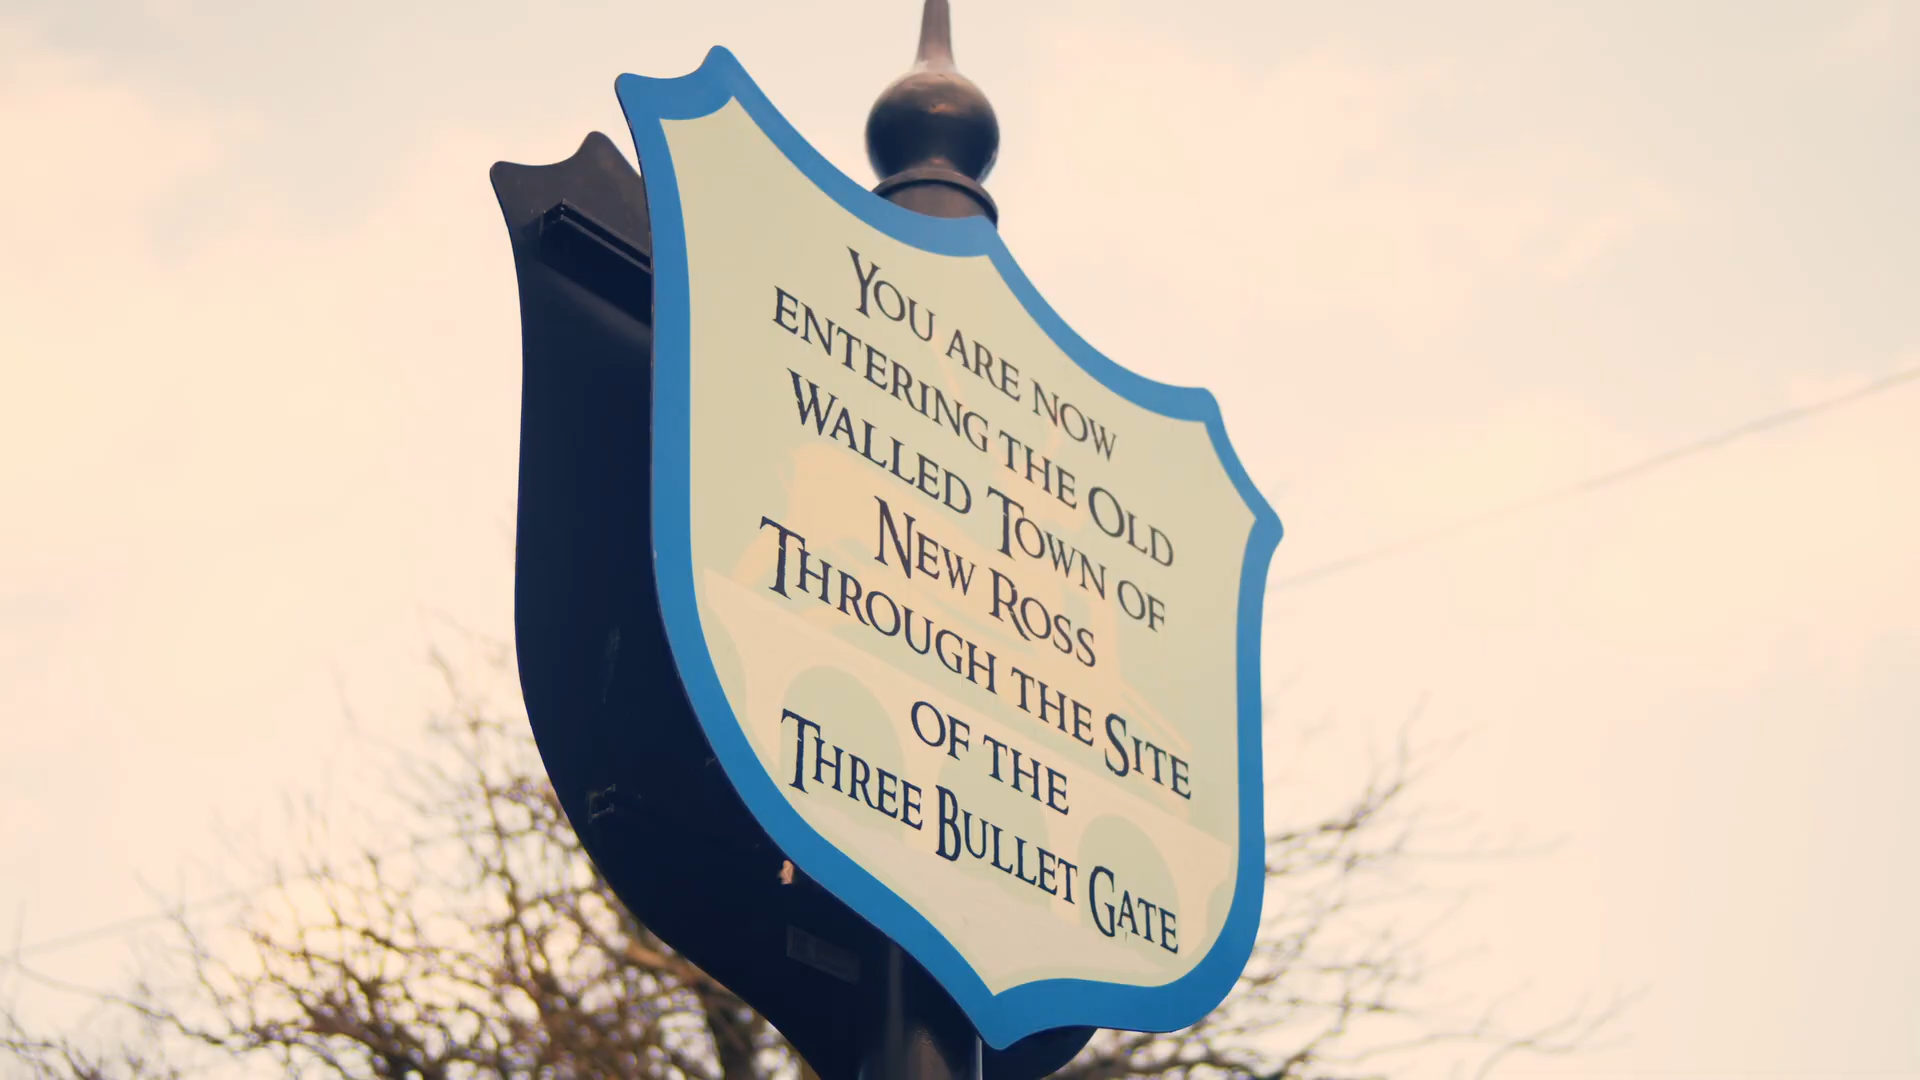 You are now
entering the Old
Walled Town of
New Ross
Through the Site
of the
Three Bullet Gate